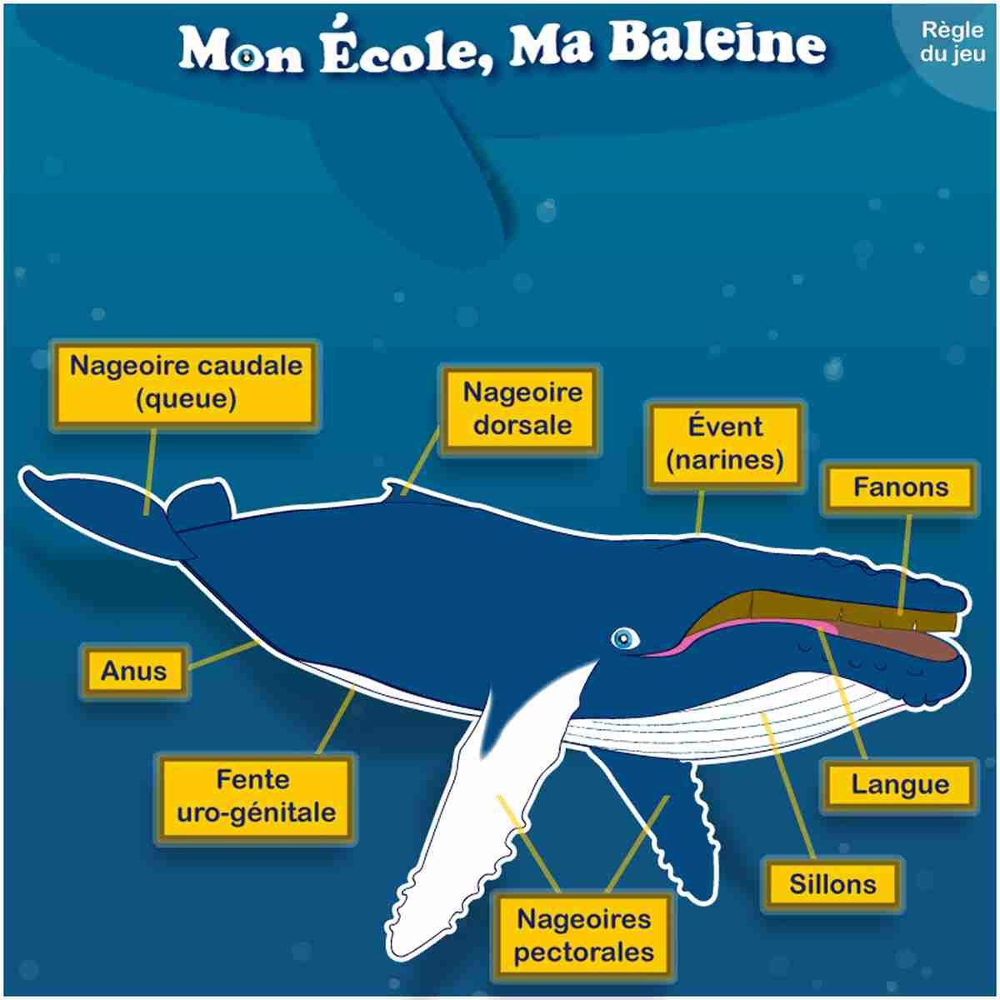 Mon École, Ma Baleine
Règle
du jeu
Nageoire caudale
(queue)
Nageoire
dorsale
Évent
(narines)
Fanons
Anus
Fente
uro-génitale
Langue
Sillons
Nageoires
pectorales